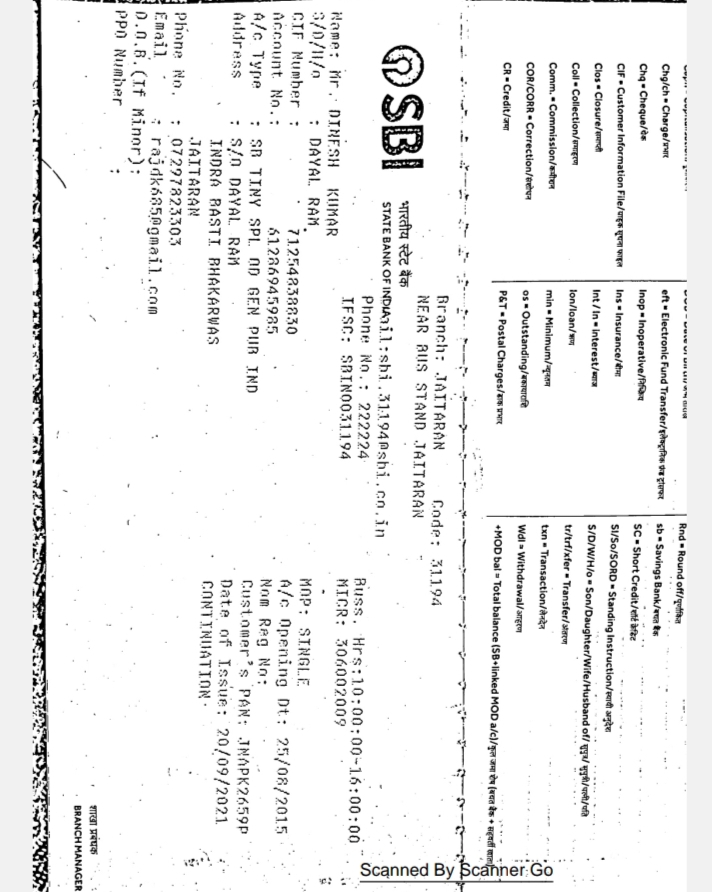 Chg/ch = Charge/प्रभार
Chq = Cheque/चेक
CIF = Customer Information File/ग्राहक सूचना फाइल
Clos = Closure/समाप्ती
Coll = Collection/उगाहना
Comm. = Commission/कमीशन
COR/CORR = Correction/संशोधन
CR = Credit/जमा
eft = Electronic Fund Transfer/इलेक्ट्रानिक फंड ट्रांसफर
Inop = Inoperative/निष्क्रिय
Ins = Insurance/बीमा
Int / In = Interest/ब्याज
lon/loan/ऋण
min = Minimum/न्यूनतम
os = Outstanding/बकायाराशि
P&T = Postal Charges/डाक प्रभार
Rnd = Round off/पूर्णांकित
sb = Savings Bank/बचत बैंक
SC = Short Credit/शॉर्ट क्रेडिट
SI/So/SORD = Standing Instruction/स्थायी अनुदेश
S/D/W/H/o = Son/Daughter/Wife/Husband of/ सुपुत्र/ सुपुत्री/पत्नी/पति
tr/trf/xfer = Transfer/अंतरण
txn = Transaction/लेनदेन
Wdl = Withdrawal/आहरण
+MOD bal = Total balance (SB+linked MOD a/c)/कुल जमा शेष (बचत बैंक + सहवर्ती खाता)
SBI
भारतीय स्टेट बैंक
STATE BANK OF INDIA
Branch: JAITARAN Code: 31194
NEAR BUS STAND JAITARAN
il:sbi.31194@sbi.co.in
Phone No.: 222224
IFSC: SBIN0031194
Buss. Hrs:10:00:00-16:00:00
MICR: 306002009
Name: Mr. DINESH KUMAR
S/D/H/o : DAYAL RAM
CIF Number : 71254838830
Account No.: 61286945985
A/c Type : SB TINY SPL OD GEN PUB IND
Address : S/O DAYAL RAM
INDRA BASTI BHAKARWAS
JAITARAN
Phone No. : 07297823303
Email : rajdk685@gmail.com
D.O.B.(If Minor):
PPO Number :
MOP: SINGLE
A/c Opening Dt: 25/08/2015
Nom Reg No:
Customer's PAN: JNAPK2659P
Date of Issue: 20/09/2021
CONTINUATION
शाखा प्रबंधक
BRANCH MANAGER
Scanned By Scanner Go